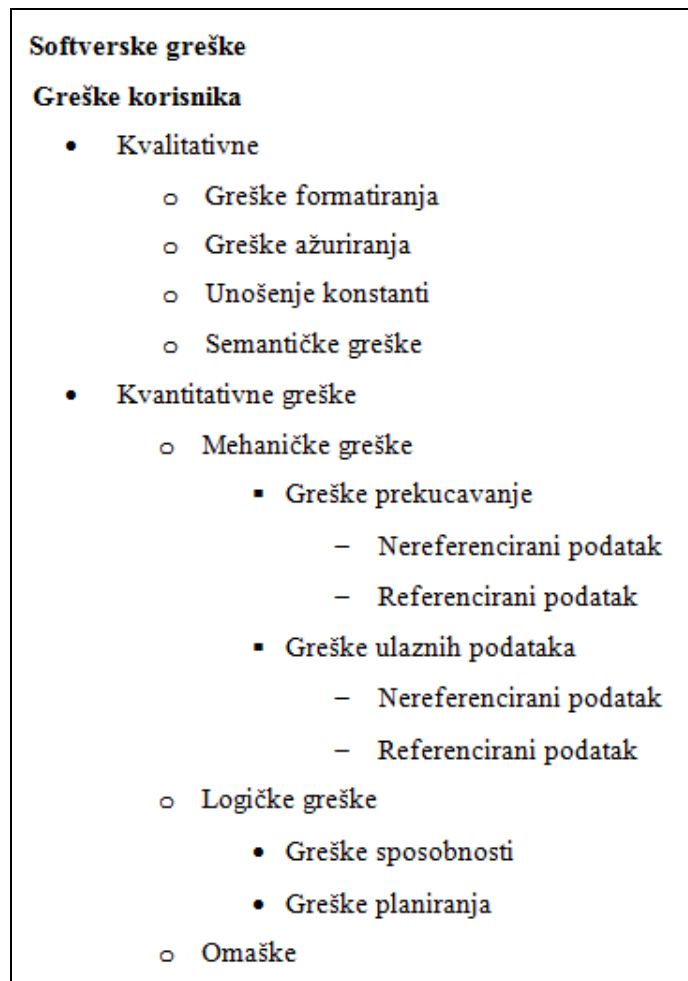 Softverske greške
Greške korisnika
• Kvalitativne
o Greške formatiranja
o Greške ažuriranja
o Unošenje konstanti
o Semantičke greške
• Kvantitativne greške
o Mehaničke greške
▪ Greške prekucavanje
– Nereferencirani podatak
– Referencirani podatak
▪ Greške ulaznih podataka
– Nereferencirani podatak
– Referencirani podatak
o Logičke greške
• Greške sposobnosti
• Greške planiranja
o Omaške